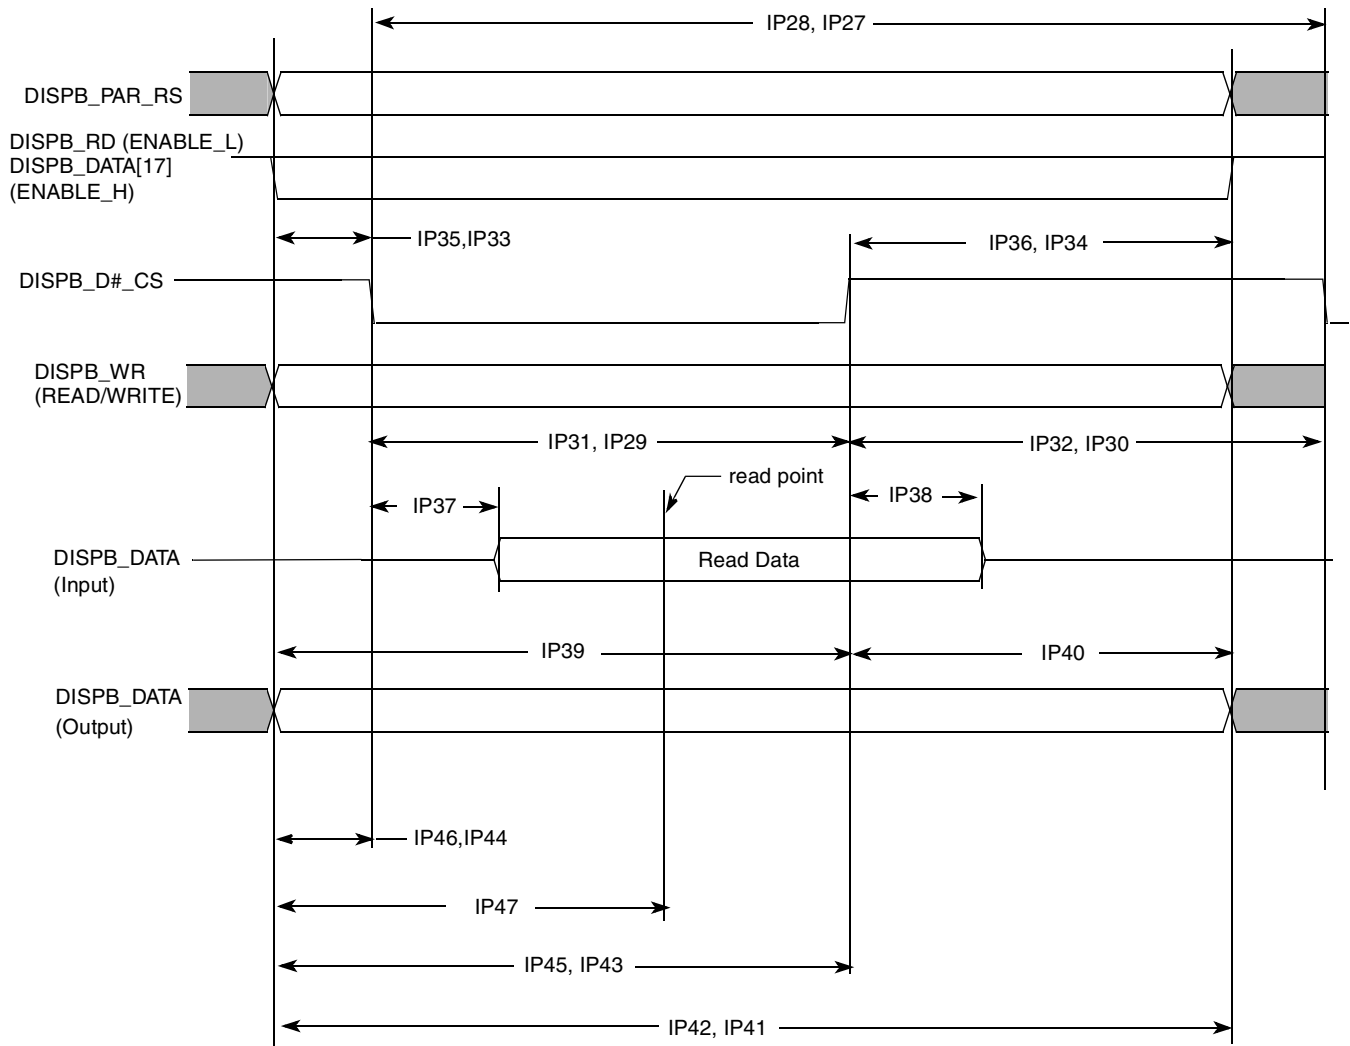 IP28, IP27
DISPB_PAR_RS
DISPB_RD (ENABLE_L)
DISPB_DATA[17]
(ENABLE_H)
IP35,IP33
IP36, IP34
DISPB_D#_CS
DISPB_WR
(READ/WRITE)
IP31, IP29
IP32, IP30
read point
IP37
IP38
DISPB_DATA
(Input)
Read Data
IP39
IP40
DISPB_DATA
(Output)
IP46,IP44
IP47
IP45, IP43
IP42, IP41